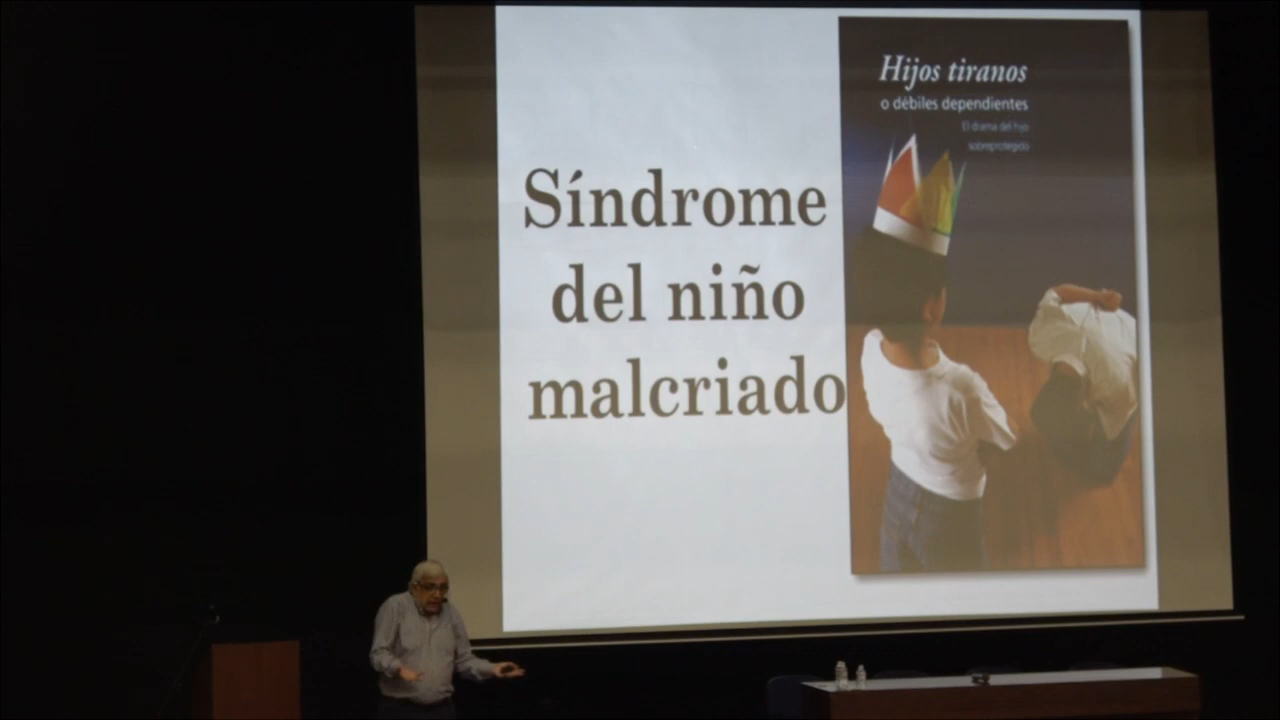 Síndrome
del niño
malcriado
Hijos tiranos
o débiles dependientes
El drama del hijo
sobreprotegido